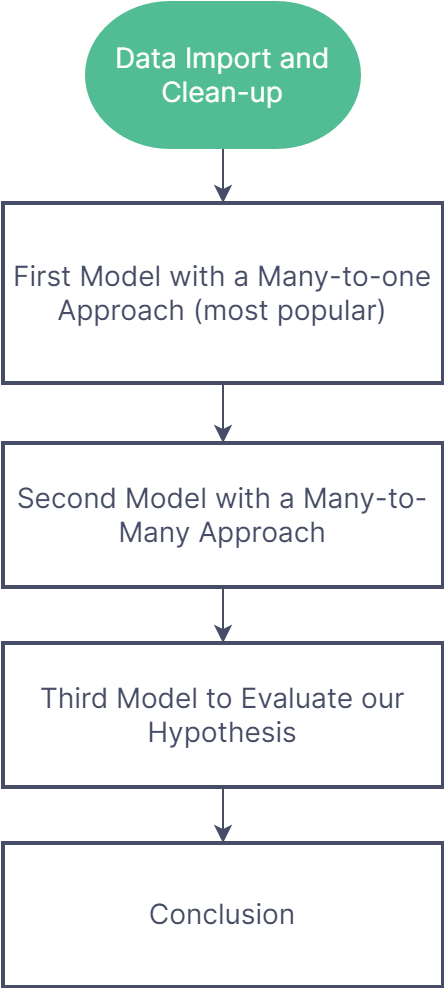 Data Import and
Clean-up
First Model with a Many-to-one
Approach (most popular)
Second Model with a Many-to-
Many Approach
Third Model to Evaluate our
Hypothesis
Conclusion